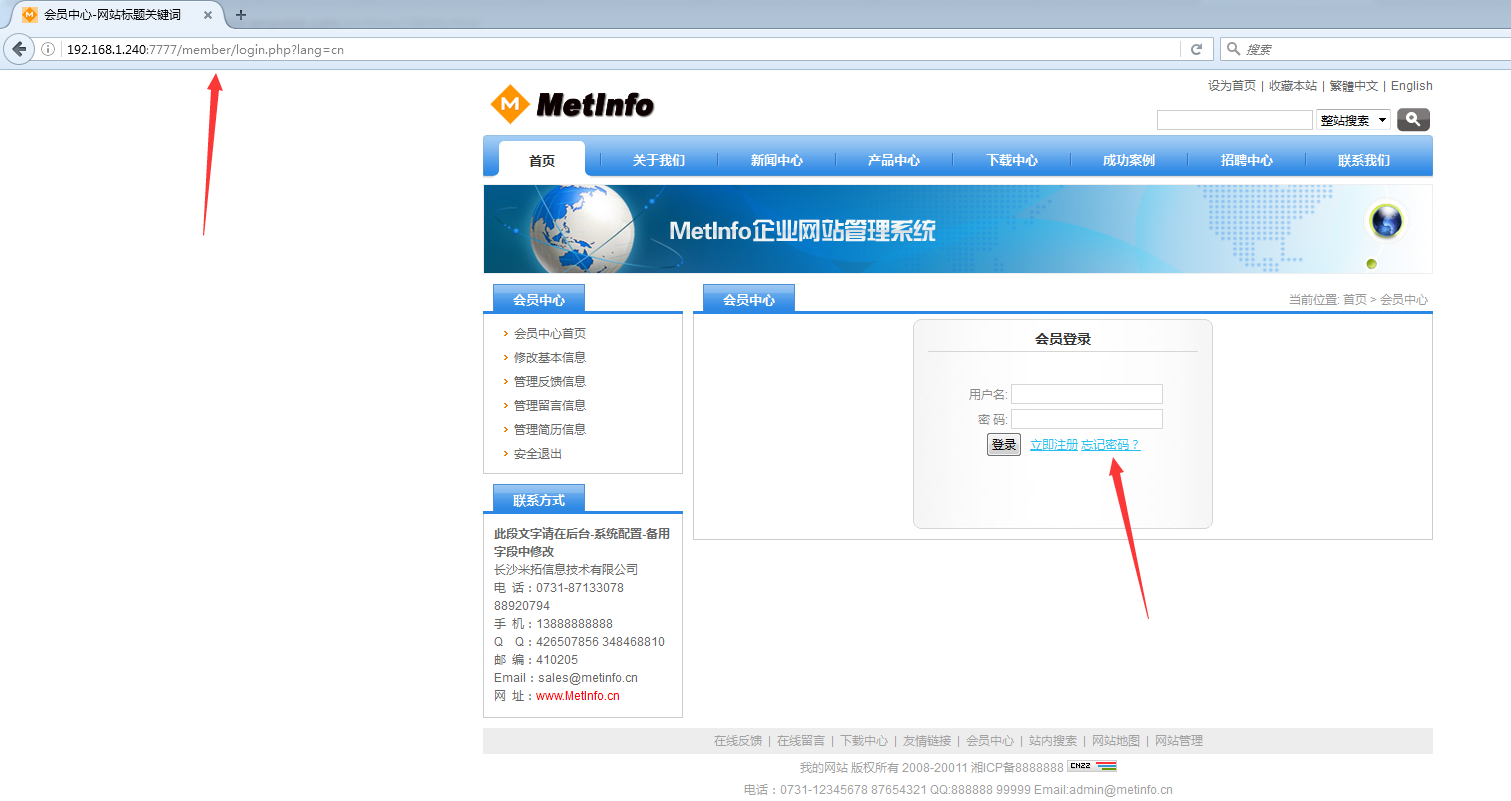 会员中心-网站标题关键词
192.168.1.240:7777/member/login.php?lang=cn
搜索
设为首页 | 收藏本站 | 繁體中文 | English
MetInfo
整站搜索
首页 关于我们 新闻中心 产品中心 下载中心 成功案例 招聘中心 联系我们
MetInfo企业网站管理系统
会员中心
会员中心首页
修改基本信息
管理反馈信息
管理留言信息
管理简历信息
安全退出
联系方式
此段文字请在后台-系统配置-备用
字段中修改
长沙米拓信息技术有限公司
电 话：0731-87133078
88920794
手 机：13888888888
Q Q：426507856 348468810
邮 编：410205
Email：sales@metinfo.cn
网 址：www.MetInfo.cn
会员中心
当前位置: 首页 > 会员中心
会员登录
用户名:
密 码:
登录 立即注册 忘记密码？
在线反馈 | 在线留言 | 下载中心 | 友情链接 | 会员中心 | 站内搜索 | 网站地图 | 网站管理
我的网站 版权所有 2008-20011 湘ICP备8888888 CNZZ
电话：0731-12345678 87654321 QQ:888888 99999 Email:admin@metinfo.cn